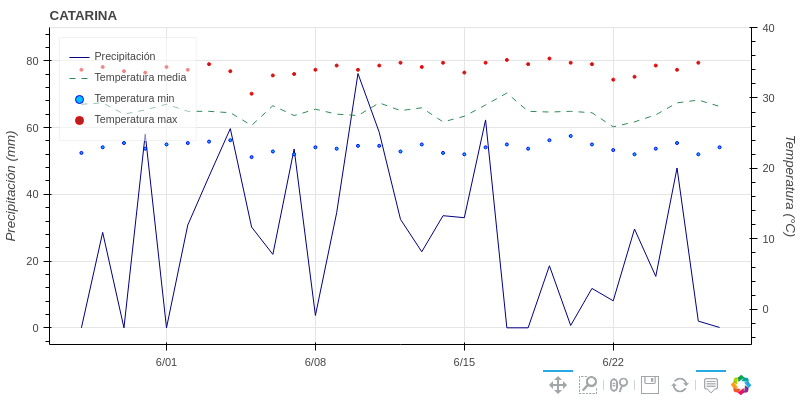 CATARINA
Precipitación
Temperatura media
Temperatura min
Temperatura max
80
60
40
20
0
Precipitación (mm)
40
30
20
10
0
Temperatura (°C)
6/01
6/08
6/15
6/22